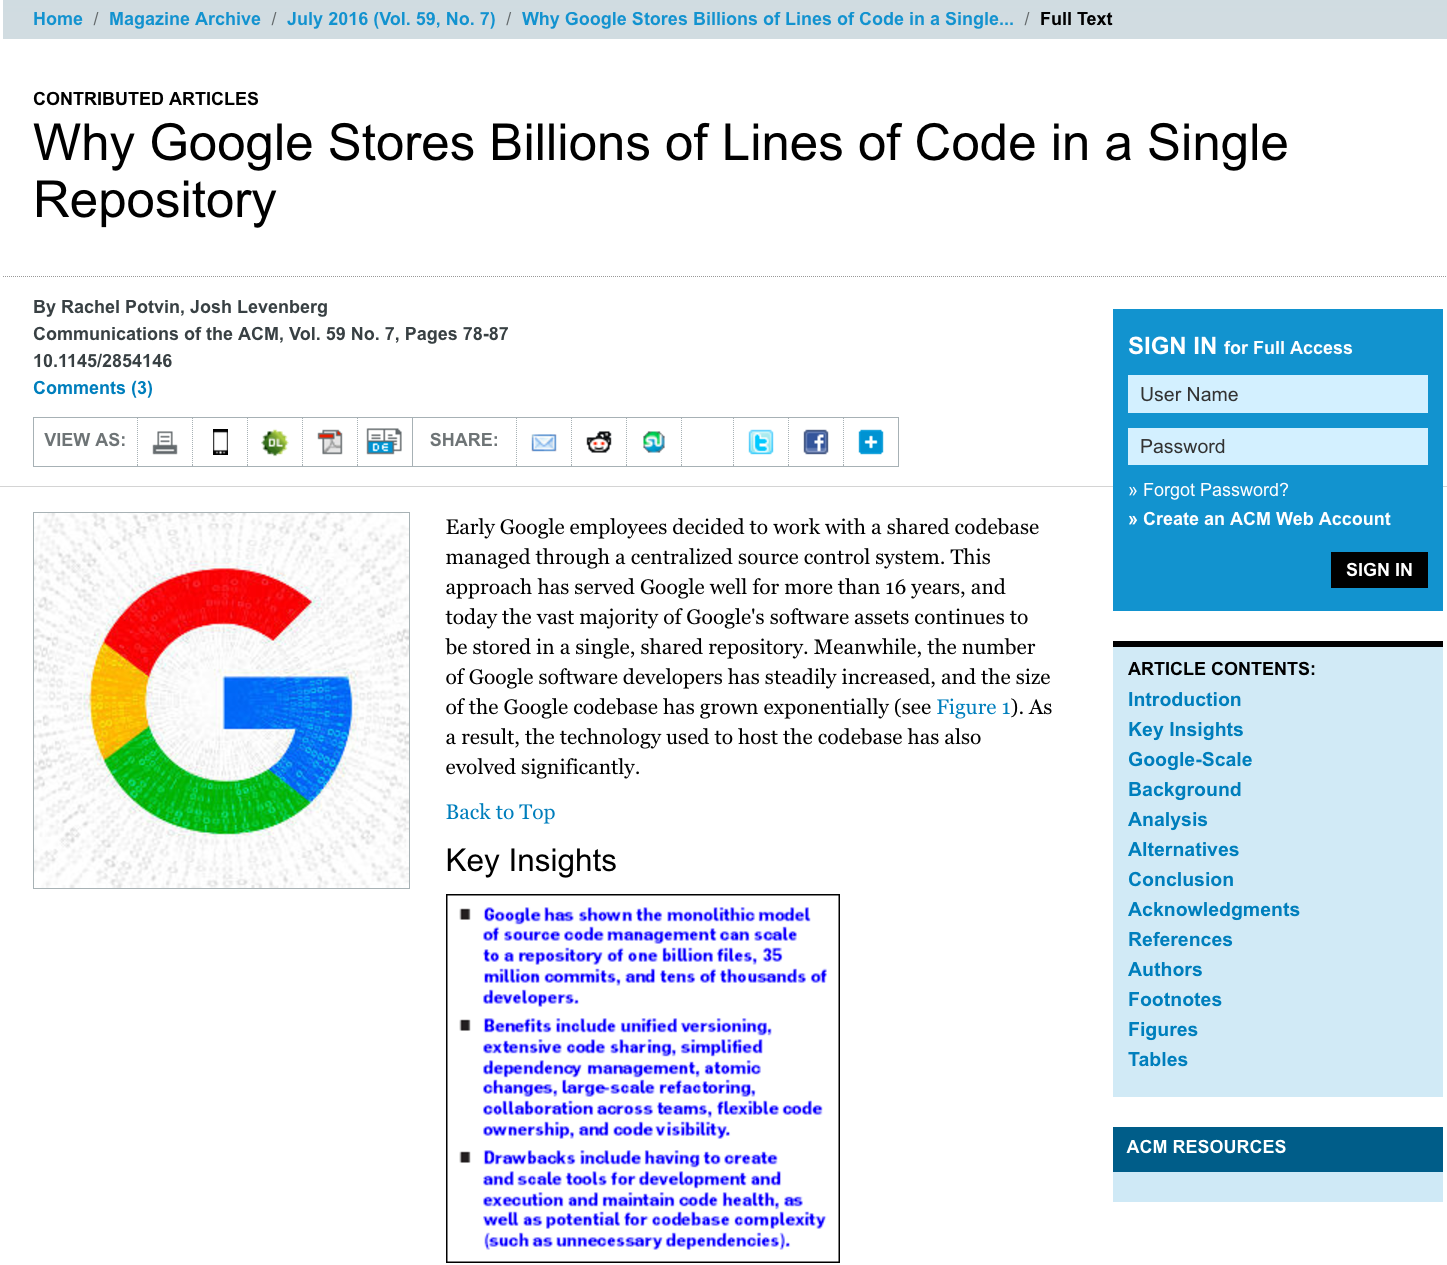 Home / Magazine Archive / July 2016 (Vol. 59, No. 7) / Why Google Stores Billions of Lines of Code in a Single... / Full Text
CONTRIBUTED ARTICLES
Why Google Stores Billions of Lines of Code in a Single
Repository
By Rachel Potvin, Josh Levenberg
Communications of the ACM, Vol. 59 No. 7, Pages 78-87
10.1145/2854146
Comments (3)
VIEW AS: DL DE SHARE:
Early Google employees decided to work with a shared codebase
managed through a centralized source control system. This
approach has served Google well for more than 16 years, and
today the vast majority of Google's software assets continues to
be stored in a single, shared repository. Meanwhile, the number
of Google software developers has steadily increased, and the size
of the Google codebase has grown exponentially (see Figure 1). As
a result, the technology used to host the codebase has also
evolved significantly.
Back to Top
Key Insights
■ Google has shown the monolithic model
of source code management can scale
to a repository of one billion files, 35
million commits, and tens of thousands of
developers.
■ Benefits include unified versioning,
extensive code sharing, simplified
dependency management, atomic
changes, large-scale refactoring,
collaboration across teams, flexible code
ownership, and code visibility.
■ Drawbacks include having to create
and scale tools for development and
execution and maintain code health, as
well as potential for codebase complexity
(such as unnecessary dependencies).
SIGN IN for Full Access
User Name
Password
» Forgot Password?
» Create an ACM Web Account
SIGN IN
ARTICLE CONTENTS:
Introduction
Key Insights
Google-Scale
Background
Analysis
Alternatives
Conclusion
Acknowledgments
References
Authors
Footnotes
Figures
Tables
ACM RESOURCES